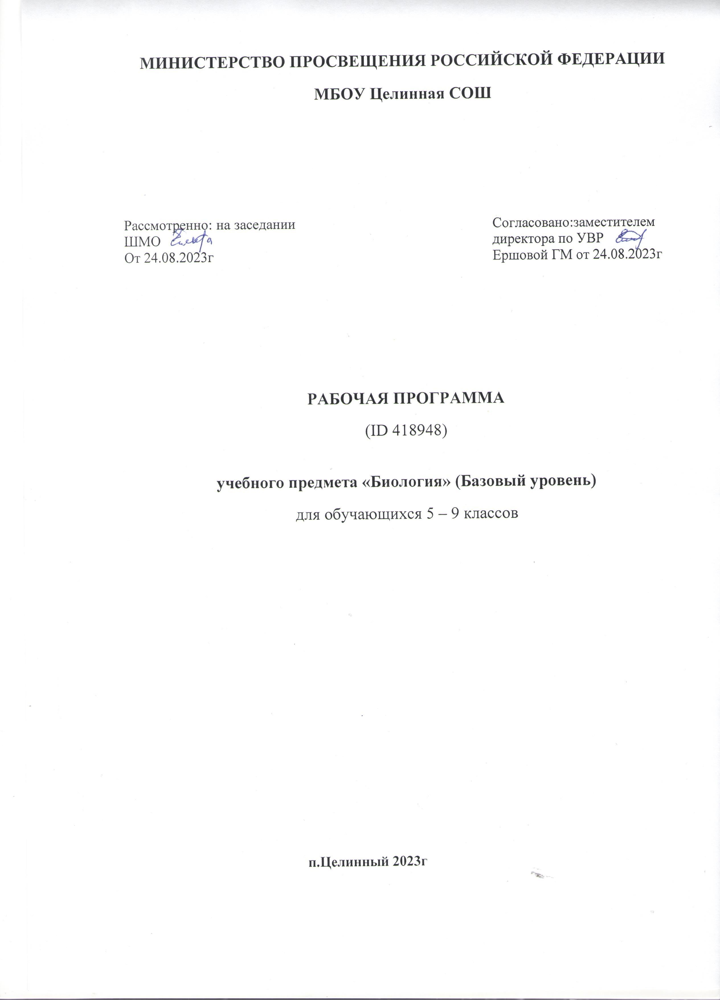 МИНИСТЕРСТВО ПРОСВЕЩЕНИЯ РОССИЙСКОЙ ФЕДЕРАЦИИ
МБОУ Целинная СОШ
Рассмотренно: на заседании
ШМО
От 24.08.2023г
Согласовано:заместителем
директора по УВР
Ершовой ГМ от 24.08.2023г
РАБОЧАЯ ПРОГРАММА
(ID 418948)
учебного предмета «Биология» (Базовый уровень)
для обучающихся 5 – 9 классов
п.Целинный 2023г